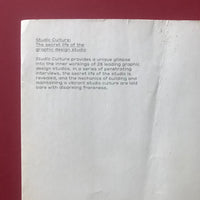 Studio Culture:
The secret life of the
graphic design studio
Studio Culture provides a unique glimpse
into the inner workings of 28 leading graphic
design studios. In a series of penetrating
interviews, the secret life of the studio is
revealed, and the mechanics of building and
maintaining a vibrant studio culture are laid
bare with disarming frankness.